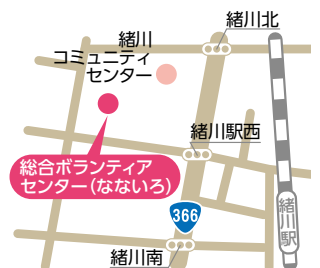 緒川北
緒川
コミュニティ
センター
緒川駅西
総合ボランティア
センター(なないろ)
366
緒川駅
緒川南